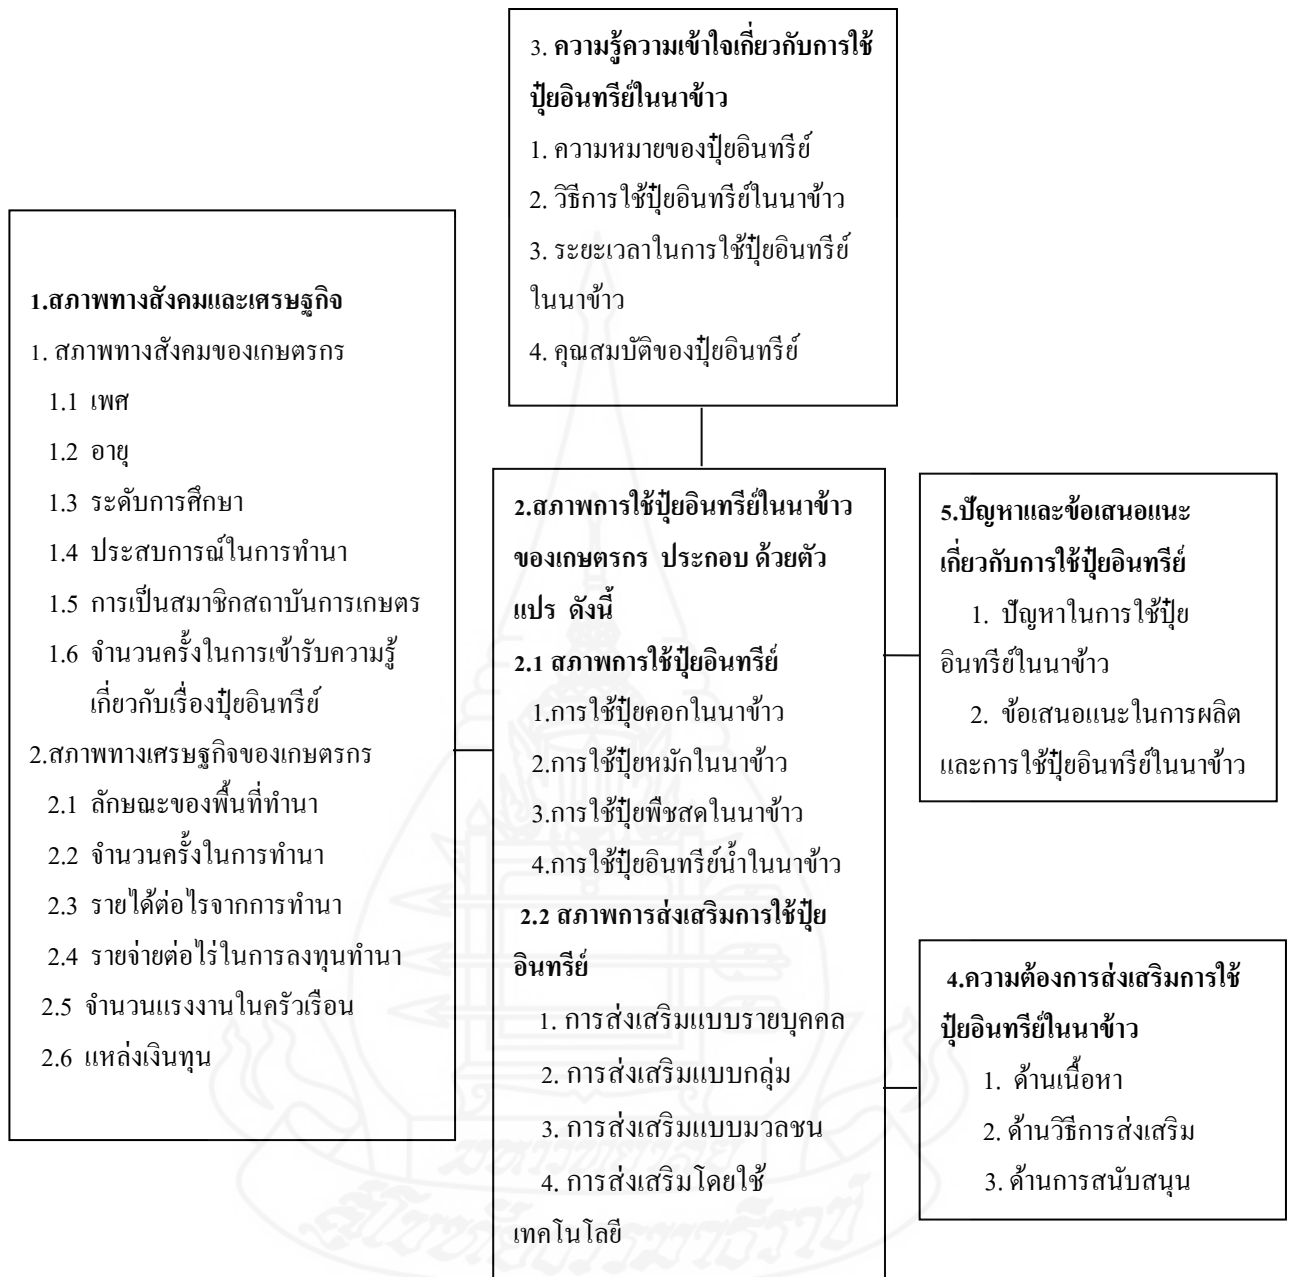 3. ความรู้ความเข้าใจเกี่ยวกับการใช้
ปุ๋ยอินทรีย์ในนาข้าว
1. ความหมายของปุ๋ยอินทรีย์
2. วิธีการใช้ปุ๋ยอินทรีย์ในนาข้าว
3. ระยะเวลาในการใช้ปุ๋ยอินทรีย์
ในนาข้าว
4. คุณสมบัติของปุ๋ยอินทรีย์
1.สภาพทางสังคมและเศรษฐกิจ
1. สภาพทางสังคมของเกษตรกร
1.1 เพศ
1.2 อายุ
1.3 ระดับการศึกษา
1.4 ประสบการณ์ในการทำนา
1.5 การเป็นสมาชิกสถาบันการเกษตร
1.6 จำนวนครั้งในการเข้ารับความรู้
เกี่ยวกับเรื่องปุ๋ยอินทรีย์
2.สภาพทางเศรษฐกิจของเกษตรกร
2.1 ลักษณะของพื้นที่ทำนา
2.2 จำนวนครั้งในการทำนา
2.3 รายได้ต่อไรจากการทำนา
2.4 รายจ่ายต่อไร่ในการลงทุนทำนา
2.5 จำนวนแรงงานในครัวเรือน
2.6 แหล่งเงินทุน
2.สภาพการใช้ปุ๋ยอินทรีย์ในนาข้าว
ของเกษตรกร ประกอบ ด้วยตัว
แปร ดังนี้
2.1 สภาพการใช้ปุ๋ยอินทรีย์
1.การใช้ปุ๋ยคอกในนาข้าว
2.การใช้ปุ๋ยหมักในนาข้าว
3.การใช้ปุ๋ยพืชสดในนาข้าว
4.การใช้ปุ๋ยอินทรีย์น้ำในนาข้าว
2.2 สภาพการส่งเสริมการใช้ปุ๋ย
อินทรีย์
1. การส่งเสริมแบบรายบุคคล
2. การส่งเสริมแบบกลุ่ม
3. การส่งเสริมแบบมวลชน
4. การส่งเสริมโดยใช้
เทคโนโลยี
5.ปัญหาและข้อเสนอแนะ
เกี่ยวกับการใช้ปุ๋ยอินทรีย์
1. ปัญหาในการใช้ปุ๋ย
อินทรีย์ในนาข้าว
2. ข้อเสนอแนะในการผลิต
และการใช้ปุ๋ยอินทรีย์ในนาข้าว
4.ความต้องการส่งเสริมการใช้
ปุ๋ยอินทรีย์ในนาข้าว
1. ด้านเนื้อหา
2. ด้านวิธีการส่งเสริม
3. ด้านการสนับสนุน
มหาวิทยาลัย
สุโขทัยธรรมาธิราช